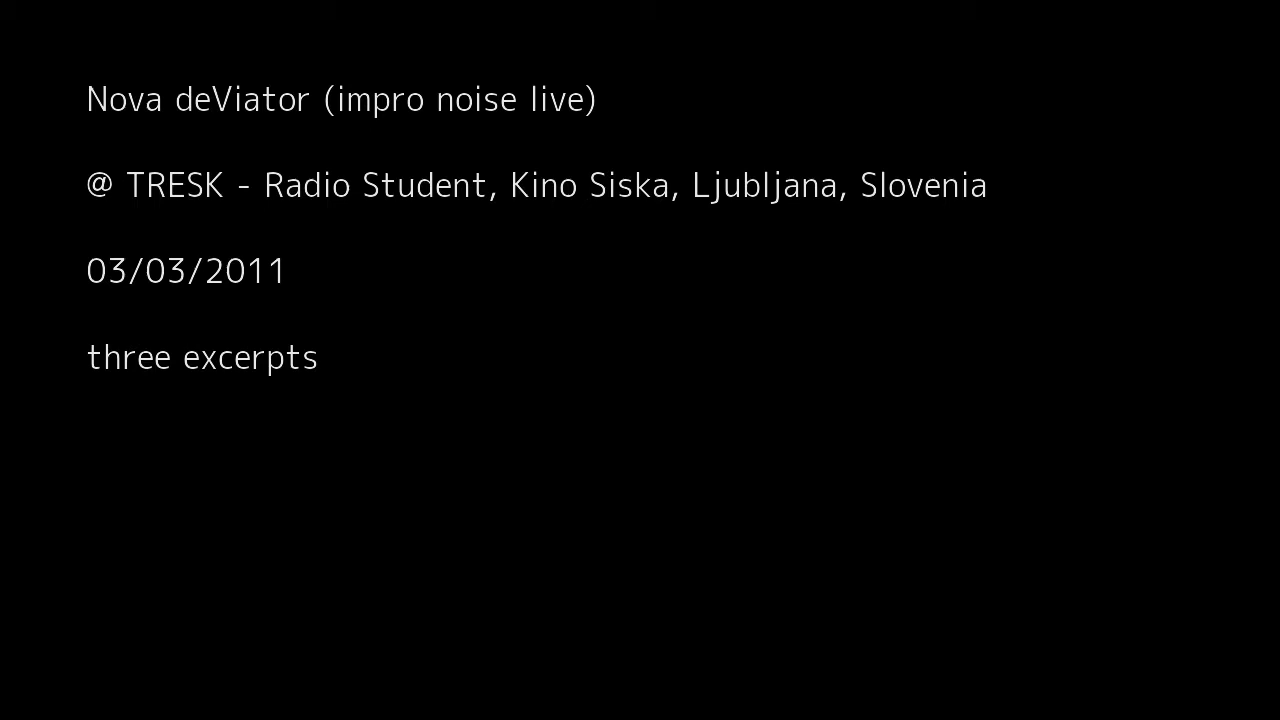 Nova deViator (impro noise live)
@ TRESK - Radio Student, Kino Siska, Ljubljana, Slovenia
03/03/2011
three excerpts